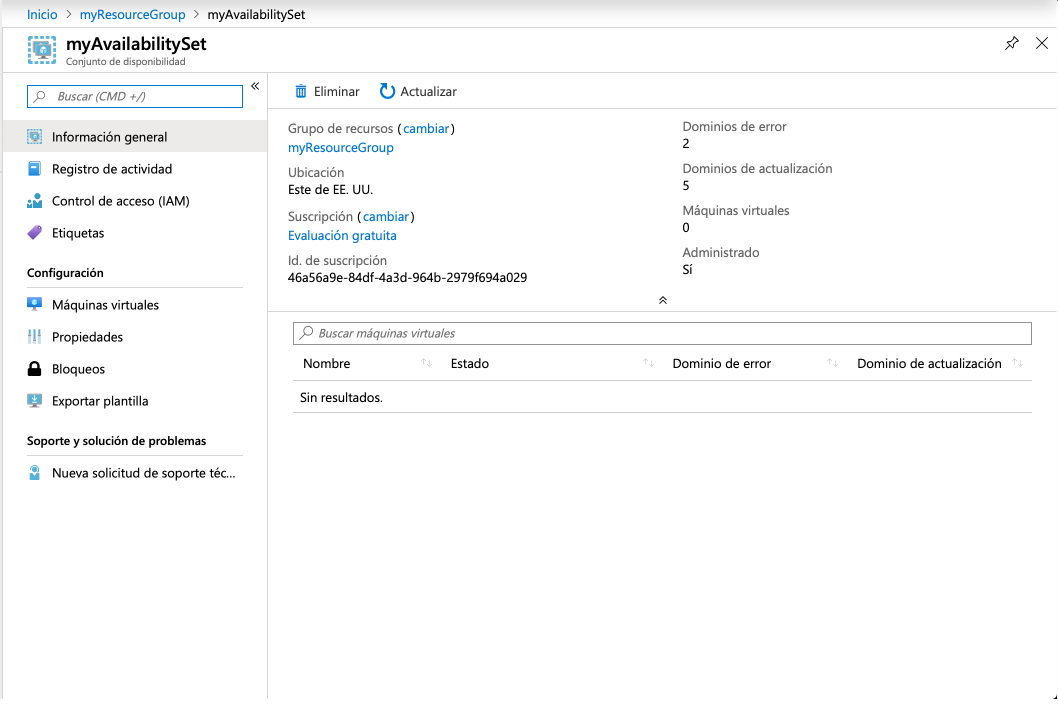 Inicio > myResourceGroup > myAvailabilitySet
myAvailabilitySet
Conjunto de disponibilidad
Buscar (CMD +/)
«
Información general
Registro de actividad
Control de acceso (IAM)
Etiquetas
Configuración
Máquinas virtuales
Propiedades
Bloqueos
Exportar plantilla
Soporte y solución de problemas
Nueva solicitud de soporte téc...
Eliminar Actualizar
Grupo de recursos (cambiar)
myResourceGroup
Ubicación
Este de EE. UU.
Suscripción (cambiar)
Evaluación gratuita
Id. de suscripción
46a56a9e-84df-4a3d-964b-2979f694a029
Dominios de error
2
Dominios de actualización
5
Máquinas virtuales
0
Administrado
Sí
Buscar máquinas virtuales
Nombre Estado Dominio de error Dominio de actualización
Sin resultados.